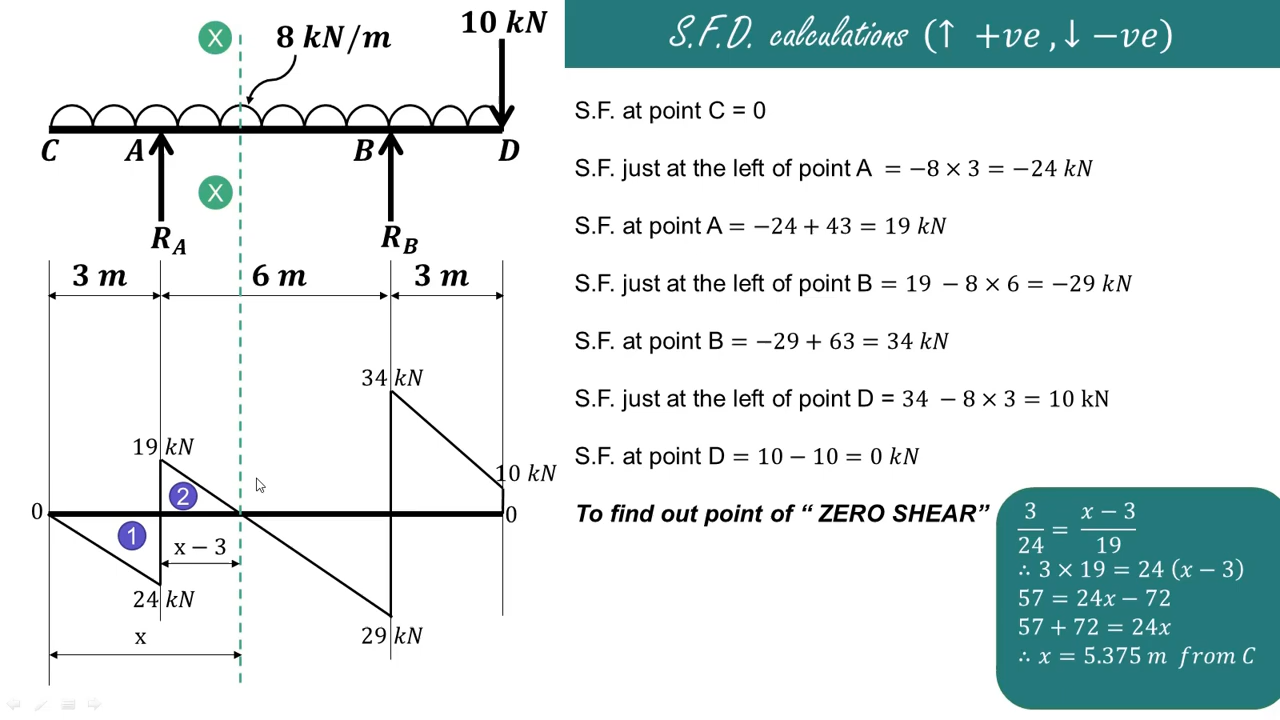 X
8 kN/m
10 kN
C
A
B
D
X
R_A
R_B
3 m
6 m
3 m
34 kN
19 kN
10 kN
2
0
0
1
x − 3
24 kN
29 kN
x
S.F.D. calculations (↑ +ve ,↓ −ve)
S.F. at point C = 0
S.F. just at the left of point A = −8 × 3 = −24 kN
S.F. at point A = −24 + 43 = 19 kN
S.F. just at the left of point B = 19 − 8 × 6 = −29 kN
S.F. at point B = −29 + 63 = 34 kN
S.F. just at the left of point D = 34 − 8 × 3 = 10 kN
S.F. at point D = 10 − 10 = 0 kN
To find out point of “ ZERO SHEAR”
3/24 = (x − 3)/19
∴ 3 × 19 = 24 (x − 3)
57 = 24x − 72
57 + 72 = 24x
∴ x = 5.375 m from C